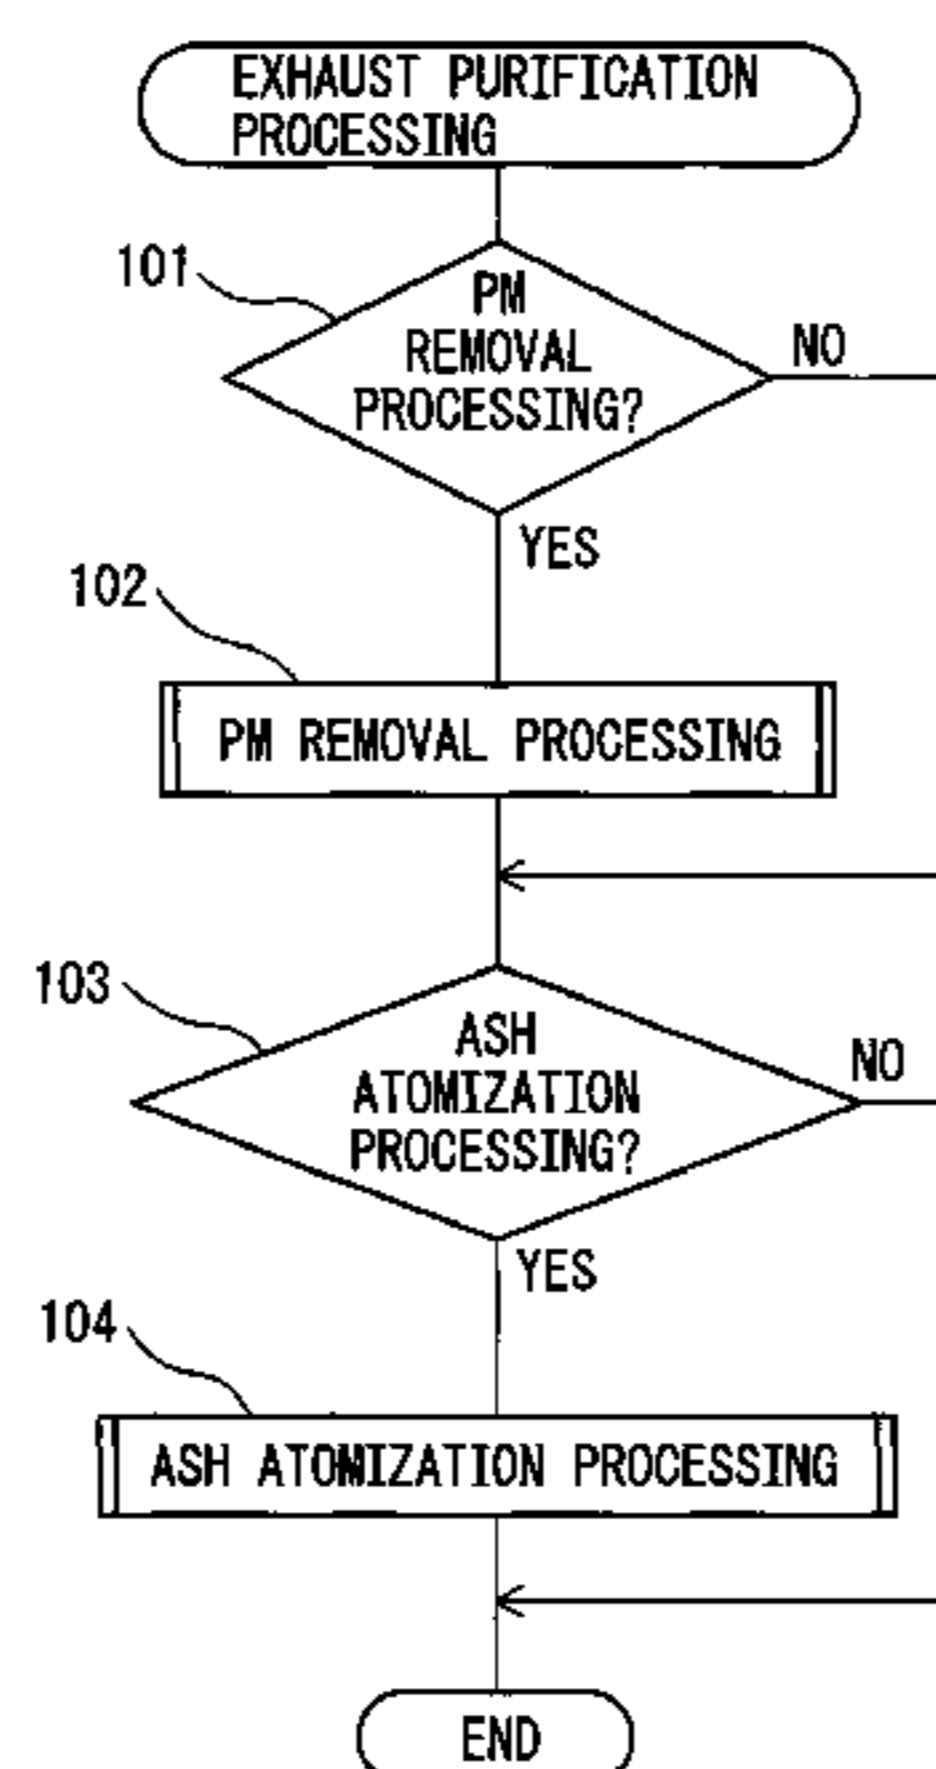 EXHAUST PURIFICATION
PROCESSING
101
PM
REMOVAL
PROCESSING?
NO
YES
102
PM REMOVAL PROCESSING
103
ASH
ATOMIZATION
PROCESSING?
NO
YES
104
ASH ATOMIZATION PROCESSING
END